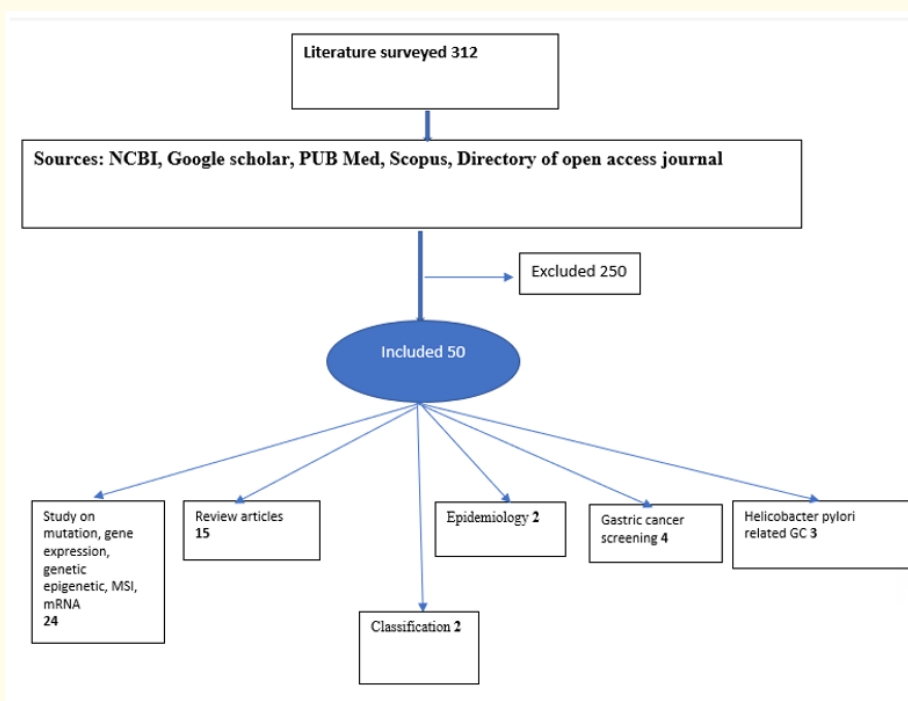 Literature surveyed 312
Sources: NCBI, Google scholar, PUB Med, Scopus, Directory of open access journal
Excluded 250
Included 50
Study on
mutation, gene
expression,
genetic
epigenetic, MSI,
mRNA
24
Review articles
15
Classification 2
Epidemiology 2
Gastric cancer
screening 4
Helicobacter pylori
related GC 3